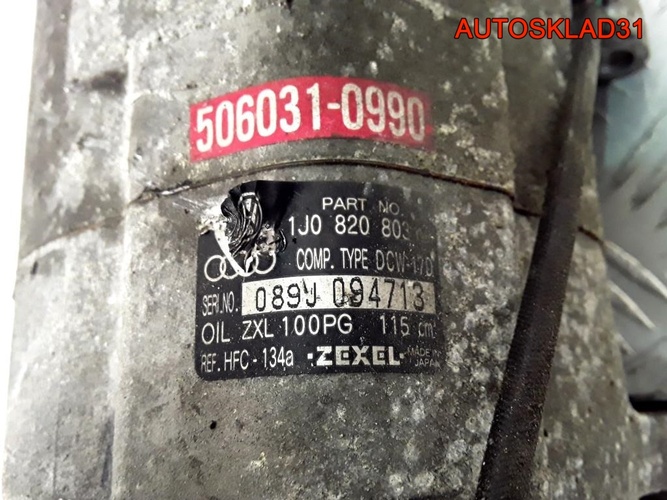 AUTOSKLAD31
506031-0990
PART NO.
1J0 820 803
COMP. TYPE DCW-17D
SERI.NO. 089J 094713
OIL ZXL 100PG 115 cm
REF. HFC-134a ·ZEXEL· MADE IN JAPAN